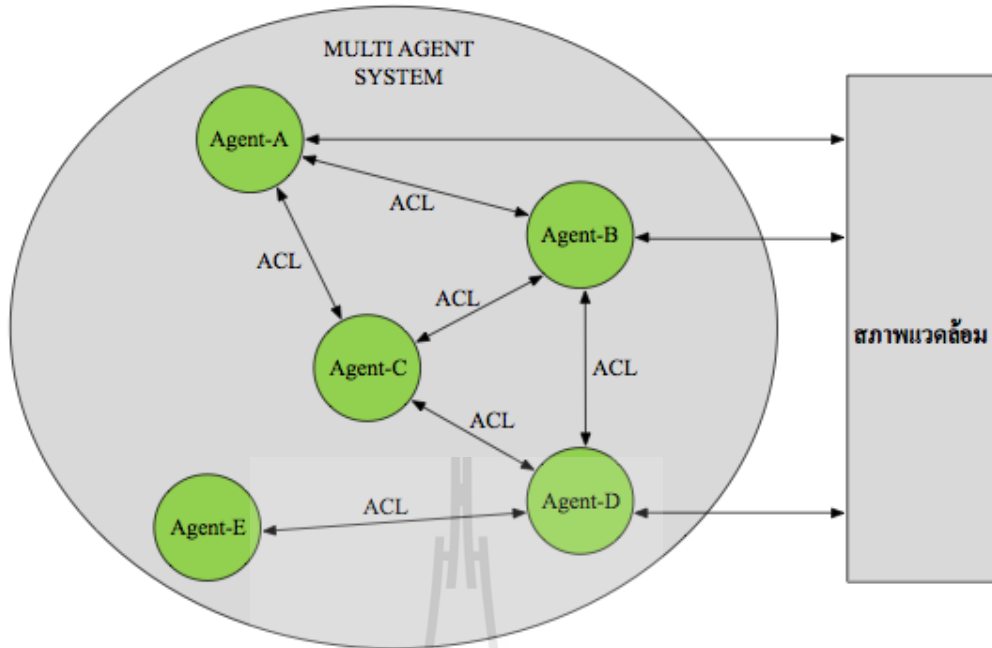 MULTI AGENT
SYSTEM
Agent-A
ACL
Agent-B
ACL
ACL
สภาพแวดล้อม
Agent-C
ACL
ACL
Agent-D
ACL
Agent-E